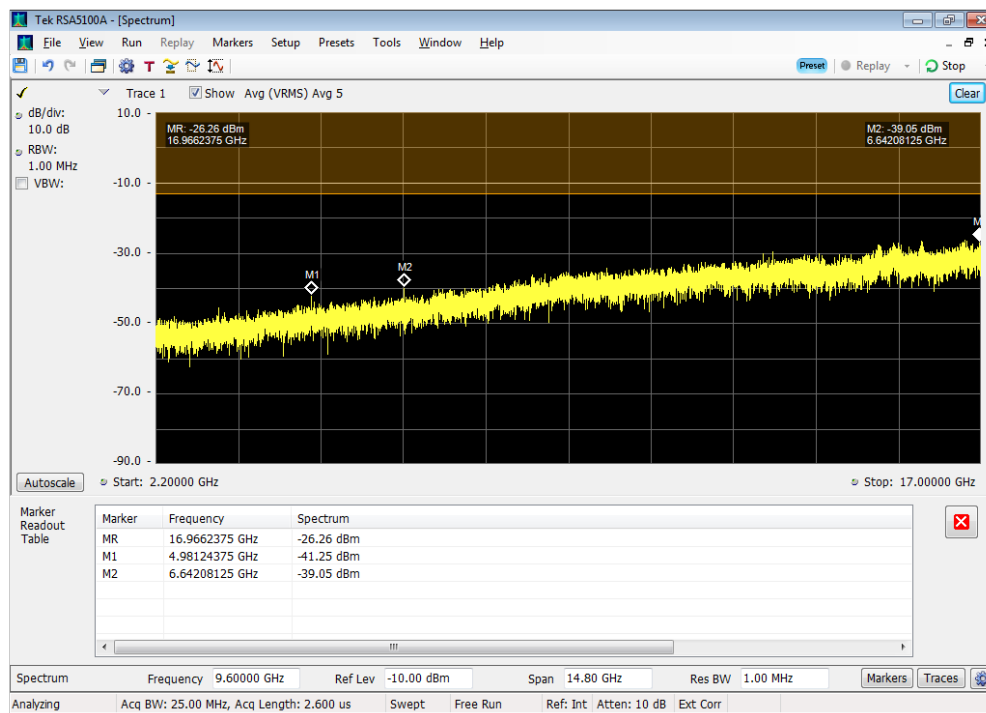 Tek RSA5100A - [Spectrum]
File View Run Replay Markers Setup Presets Tools Window Help
T Preset Replay Stop
Trace 1 Show Avg (VRMS) Avg 5 Clear
dB/div:
10.0 dB
RBW:
1.00 MHz
VBW:
10.0
-10.0
-30.0
-50.0
-70.0
-90.0
MR: -26.26 dBm
16.9662375 GHz
M2: -39.05 dBm
6.64208125 GHz
M
M1
M2
Autoscale Start: 2.20000 GHz Stop: 17.00000 GHz
Marker
Readout
Table
Marker Frequency Spectrum
MR 16.9662375 GHz -26.26 dBm
M1 4.98124375 GHz -41.25 dBm
M2 6.64208125 GHz -39.05 dBm
Spectrum Frequency 9.60000 GHz Ref Lev -10.00 dBm Span 14.80 GHz Res BW 1.00 MHz Markers Traces
Analyzing Acq BW: 25.00 MHz, Acq Length: 2.600 us Swept Free Run Ref: Int Atten: 10 dB Ext Corr